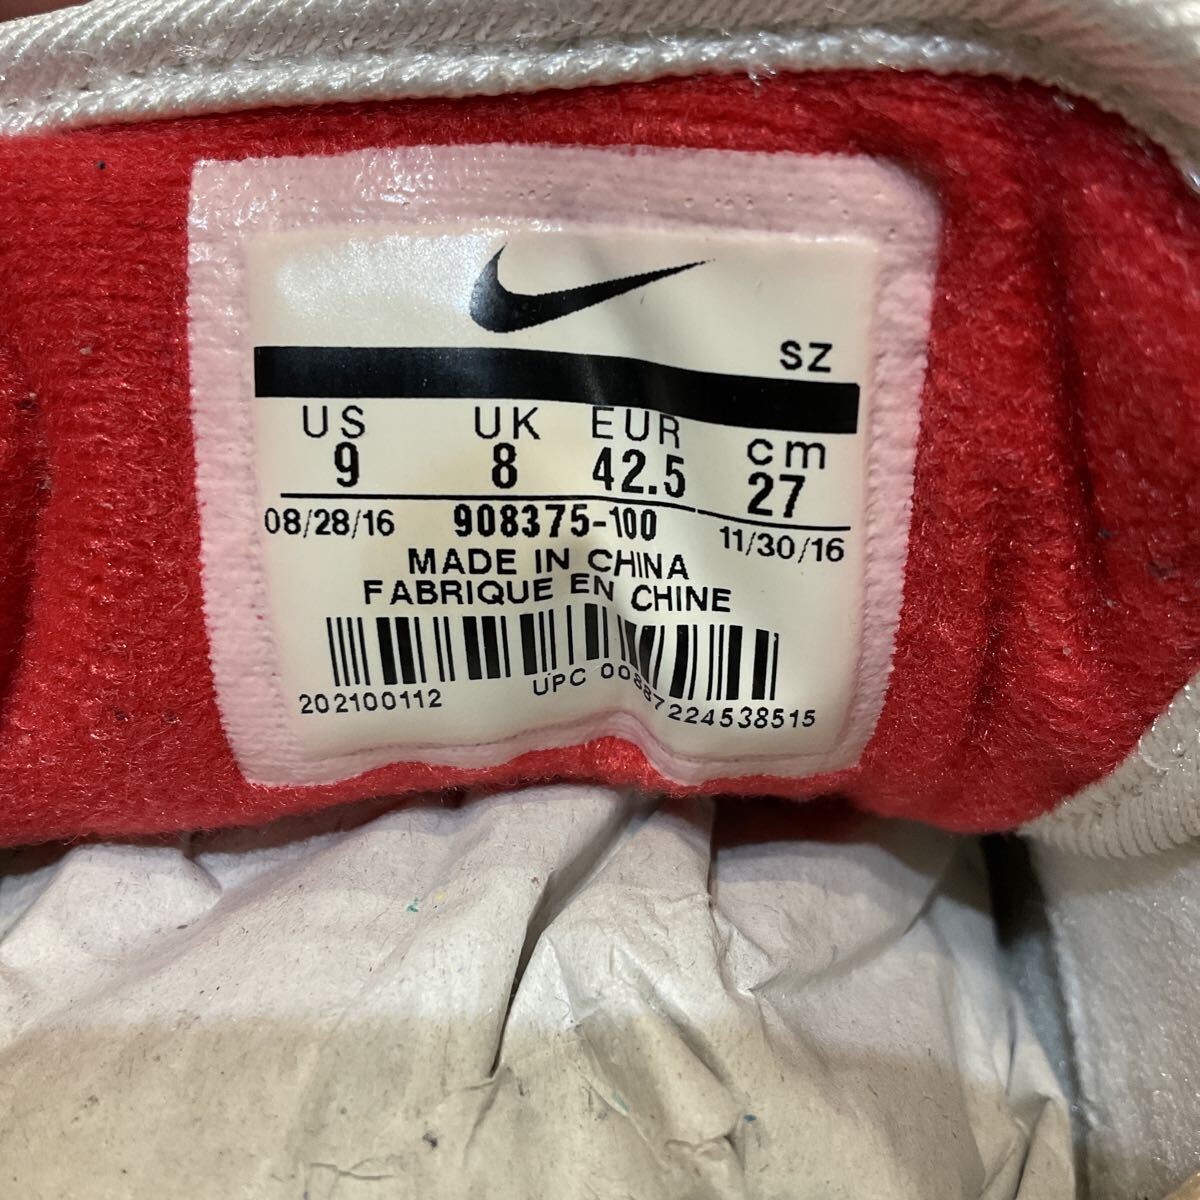 SZ
US UK EUR cm
9 8 42.5 27
08/28/16 908375-100 11/30/16
MADE IN CHINA
FABRIQUE EN CHINE
202100112 UPC 00887224538515